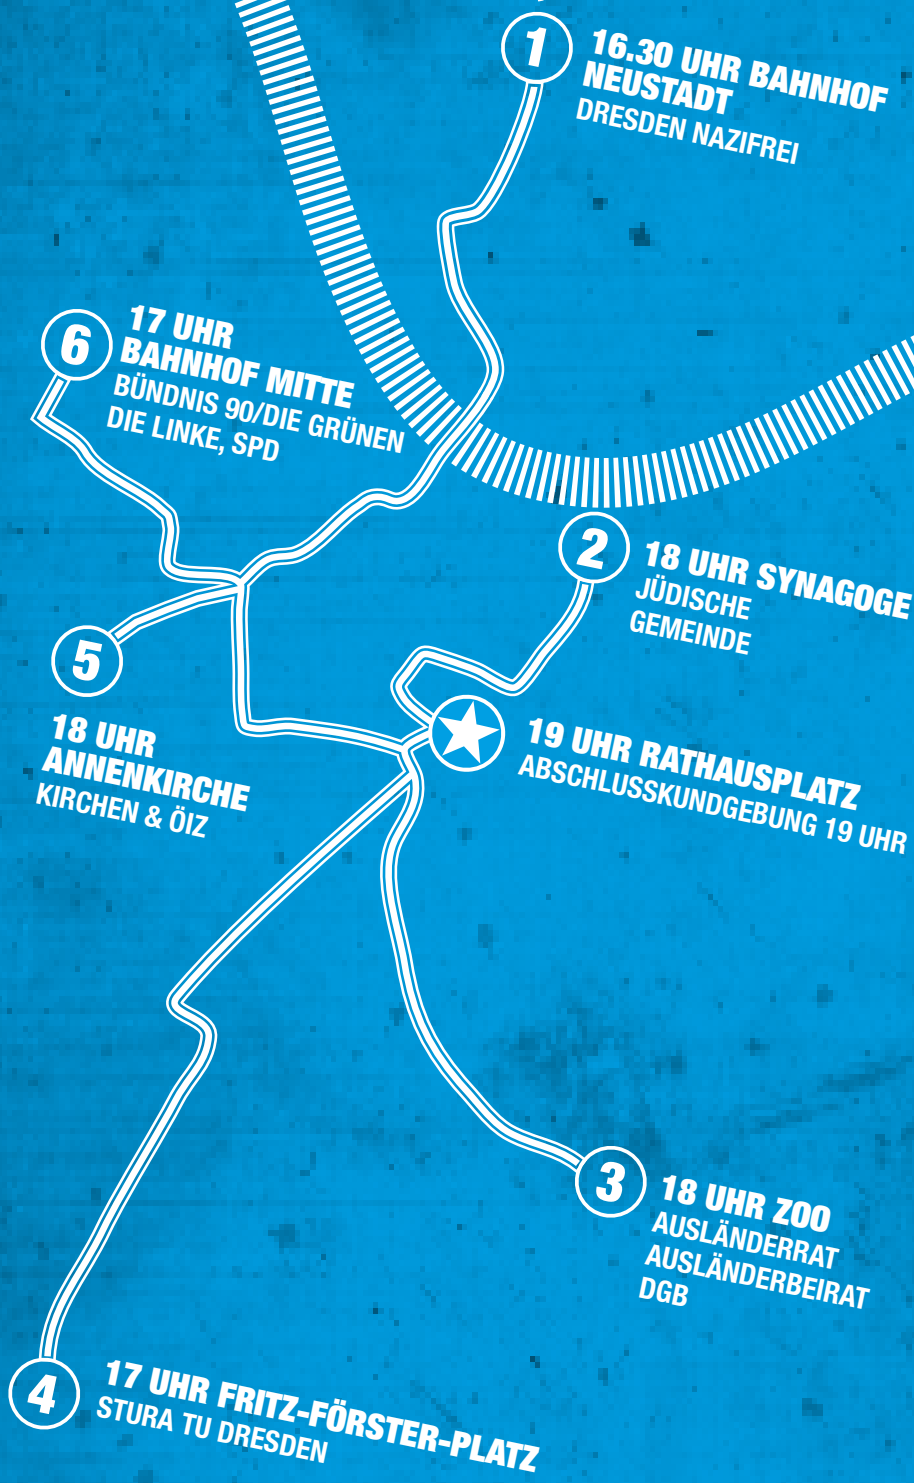 1
16.30 UHR BAHNHOF
NEUSTADT
DRESDEN NAZIFREI
6
17 UHR
BAHNHOF MITTE
BÜNDNIS 90/DIE GRÜNEN
DIE LINKE, SPD
2
18 UHR SYNAGOGE
JÜDISCHE
GEMEINDE
5
18 UHR
ANNENKIRCHE
KIRCHEN & ÖIZ
19 UHR RATHAUSPLATZ
ABSCHLUSSKUNDGEBUNG 19 UHR
3
18 UHR ZOO
AUSLÄNDERRAT
AUSLÄNDERBEIRAT
DGB
4
17 UHR FRITZ-FÖRSTER-PLATZ
STURA TU DRESDEN